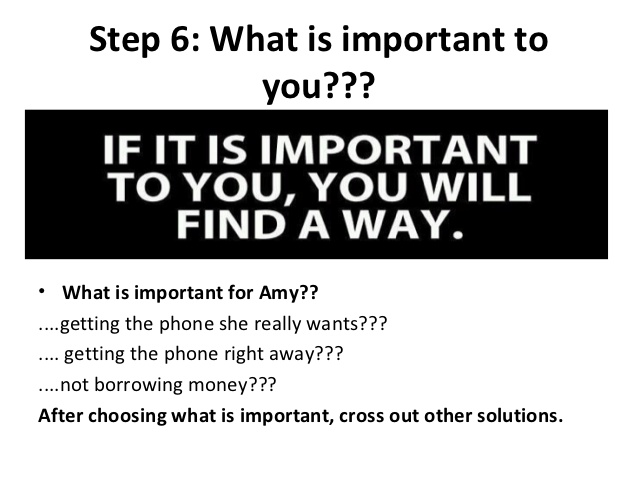 Step 6: What is important to
you???
IF IT IS IMPORTANT
TO YOU, YOU WILL
FIND A WAY.
• What is important for Amy??
....getting the phone she really wants???
.... getting the phone right away???
....not borrowing money???
After choosing what is important, cross out other solutions.